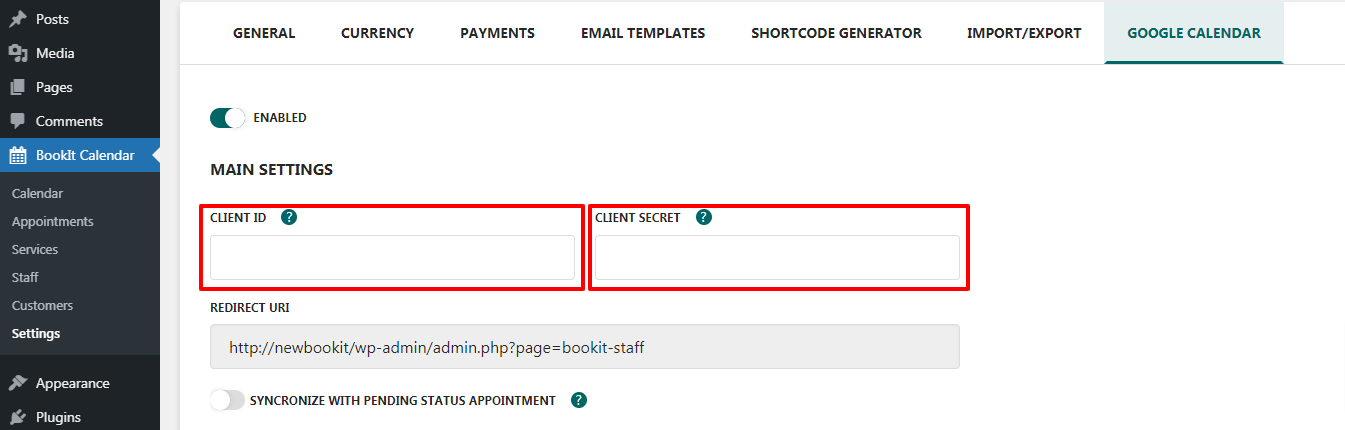 Posts
Media
Pages
Comments
BookIt Calendar
Calendar
Appointments
Services
Staff
Customers
Settings
Appearance
Plugins
GENERAL CURRENCY PAYMENTS EMAIL TEMPLATES SHORTCODE GENERATOR IMPORT/EXPORT GOOGLE CALENDAR
ENABLED
MAIN SETTINGS
CLIENT ID ? CLIENT SECRET ?
REDIRECT URI
http://newbookit/wp-admin/admin.php?page=bookit-staff
SYNCRONIZE WITH PENDING STATUS APPOINTMENT ?